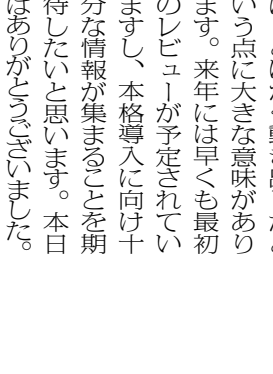 いう点に大きな意味があり
ます。来年には早くも最初
のレビューが予定されてい
ますし、本格導入に向け十
分な情報が集まることを期
待したいと思います。本日
はありがとうございました。